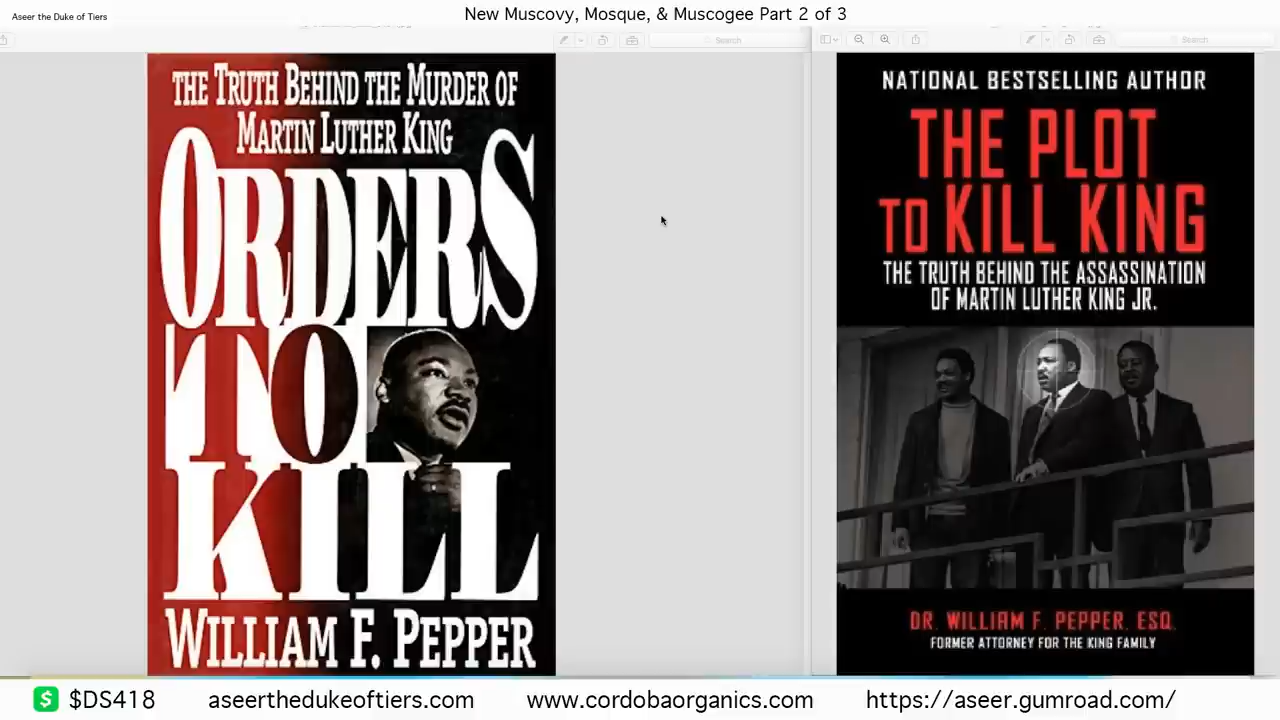 Aseer the Duke of Tiers
New Muscovy, Mosque, & Muscogee Part 2 of 3
Search
Search
THE TRUTH BEHIND THE MURDER OF
MARTIN LUTHER KING
ORDERS
TO
KILL
WILLIAM F. PEPPER
NATIONAL BESTSELLING AUTHOR
THE PLOT
TO KILL KING
THE TRUTH BEHIND THE ASSASSINATION
OF MARTIN LUTHER KING JR.
DR. WILLIAM F. PEPPER, ESQ.
FORMER ATTORNEY FOR THE KING FAMILY
$DS418
aseerthedukeoftiers.com
www.cordobaorganics.com
https://aseer.gumroad.com/